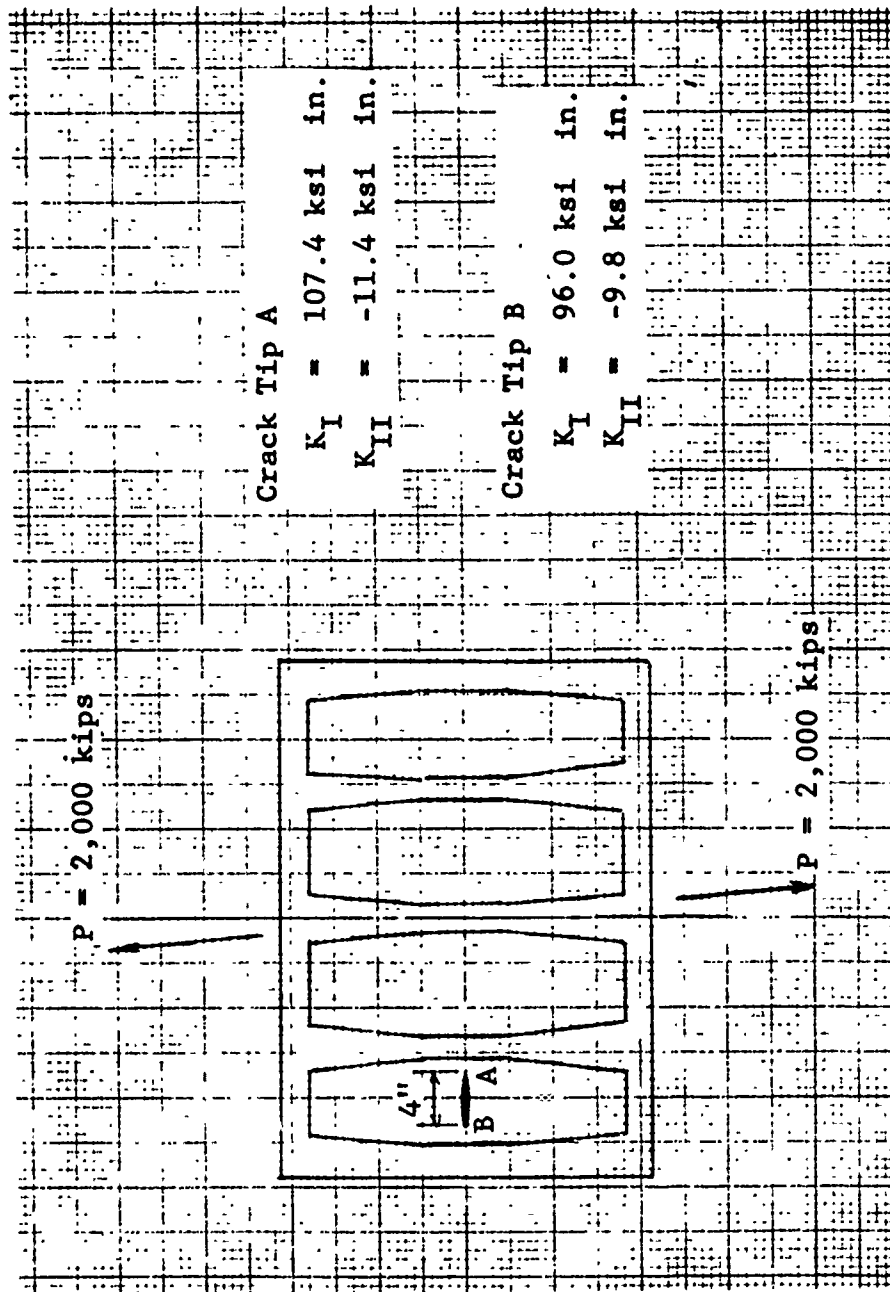 Crack Tip A
K_I = 107.4 ksi in.
K_II = -11.4 ksi in.
Crack Tip B
K_I = 96.0 ksi in.
K_II = -9.8 ksi in.
P = 2,000 kips
4"
B
A
P = 2,000 kips